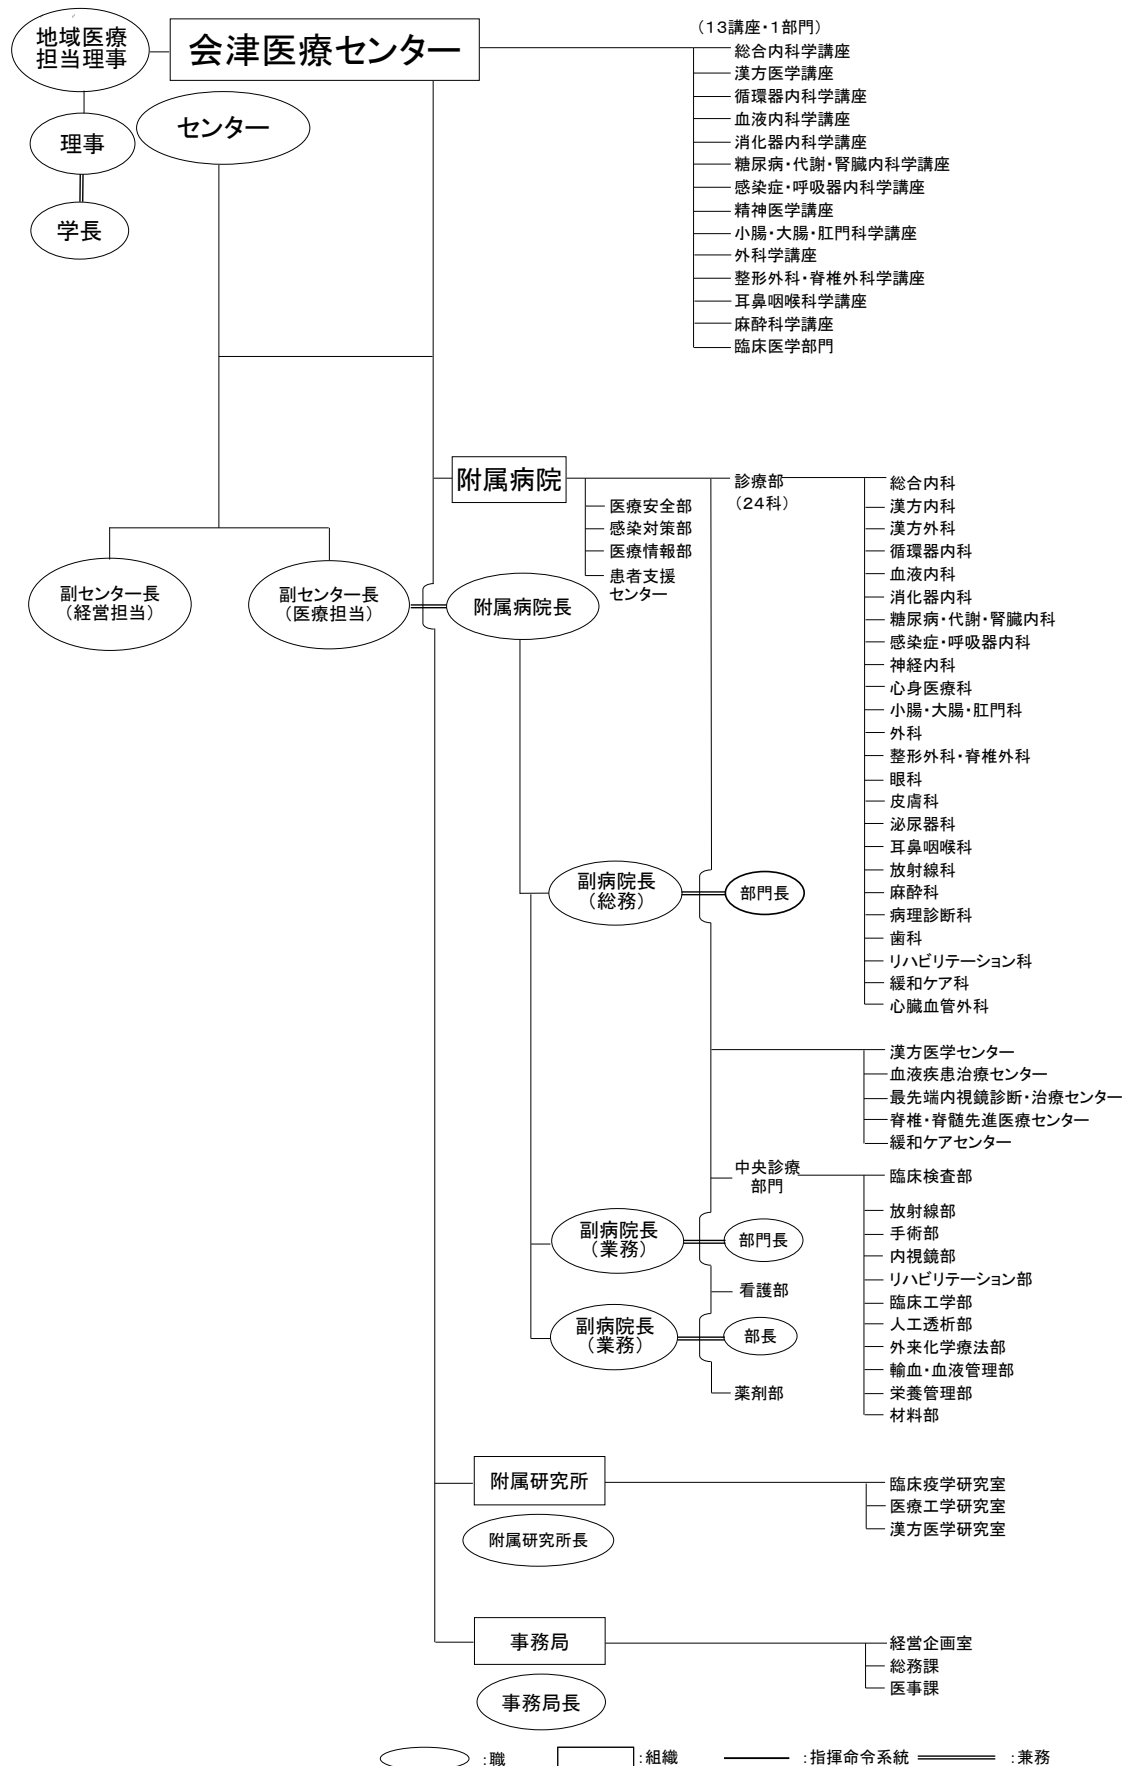 地域医療
担当理事
会津医療センター
理事
学長
センター
(13講座・1部門)
総合内科学講座
漢方医学講座
循環器内科学講座
血液内科学講座
消化器内科学講座
糖尿病・代謝・腎臓内科学講座
感染症・呼吸器内科学講座
精神医学講座
小腸・大腸・肛門科学講座
外科学講座
整形外科・脊椎外科学講座
耳鼻咽喉科学講座
麻酔科学講座
臨床医学部門
附属病院
医療安全部
感染対策部
医療情報部
患者支援
センター
診療部
(24科)
総合内科
漢方内科
漢方外科
循環器内科
血液内科
消化器内科
糖尿病・代謝・腎臓内科
感染症・呼吸器内科
神経内科
心身医療科
小腸・大腸・肛門科
外科
整形外科・脊椎外科
眼科
皮膚科
泌尿器科
耳鼻咽喉科
放射線科
麻酔科
病理診断科
歯科
リハビリテーション科
緩和ケア科
心臓血管外科
副センター長
(経営担当)
副センター長
(医療担当)
附属病院長
副病院長
(総務)
部門長
漢方医学センター
血液疾患治療センター
最先端内視鏡診断・治療センター
脊椎・脊髄先進医療センター
緩和ケアセンター
中央診療
部門
臨床検査部
放射線部
手術部
内視鏡部
リハビリテーション部
臨床工学部
人工透析部
外来化学療法部
輸血・血液管理部
栄養管理部
材料部
副病院長
(業務)
部門長
看護部
副病院長
(業務)
部長
薬剤部
附属研究所
附属研究所長
臨床疫学研究室
医療工学研究室
漢方医学研究室
事務局
事務局長
経営企画室
総務課
医事課
:職
:組織
:指揮命令系統
:兼務